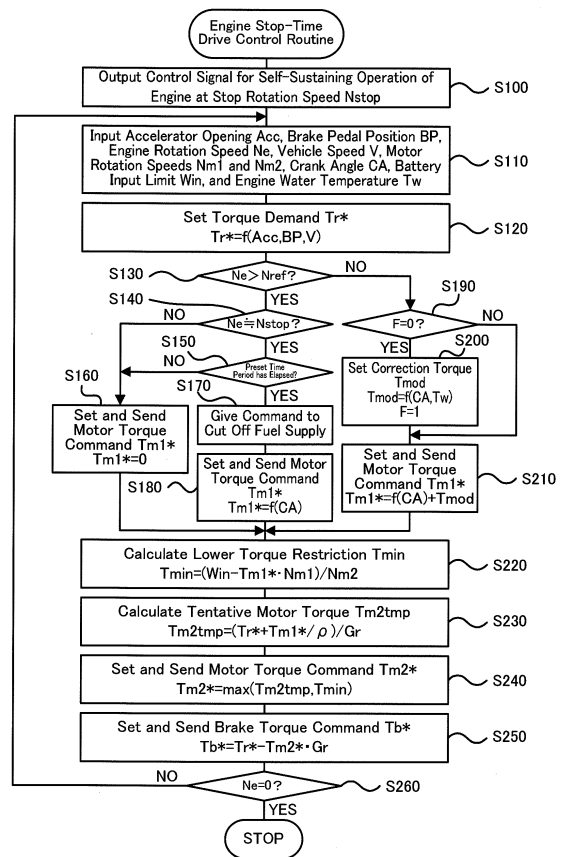 Engine Stop-Time
Drive Control Routine
Output Control Signal for Self-Sustaining Operation of
Engine at Stop Rotation Speed Nstop
S100
Input Accelerator Opening Acc, Brake Pedal Position BP,
Engine Rotation Speed Ne, Vehicle Speed V, Motor
Rotation Speeds Nm1 and Nm2, Crank Angle CA, Battery
Input Limit Win, and Engine Water Temperature Tw
S110
Set Torque Demand Tr*
Tr*=f(Acc,BP,V)
S120
S130
Ne>Nref?
NO
YES
S140
Ne≒Nstop?
NO
YES
S150
Preset Time
Period has Elapsed?
NO
YES
S190
F=0?
NO
YES
S200
Set Correction Torque
Tmod
Tmod=f(CA,Tw)
F=1
S160
Set and Send
Motor Torque
Command Tm1*
Tm1*=0
S170
Give Command to
Cut Off Fuel Supply
S180
Set and Send Motor
Torque Command
Tm1*
Tm1*=f(CA)
Set and Send
Motor Torque
Command Tm1*
Tm1*=f(CA)+Tmod
S210
Calculate Lower Torque Restriction Tmin
Tmin=(Win-Tm1*·Nm1)/Nm2
S220
Calculate Tentative Motor Torque Tm2tmp
Tm2tmp=(Tr*+Tm1*/ρ)/Gr
S230
Set and Send Motor Torque Command Tm2*
Tm2*=max(Tm2tmp,Tmin)
S240
Set and Send Brake Torque Command Tb*
Tb*=Tr*-Tm2*·Gr
S250
NO
Ne=0?
S260
YES
STOP